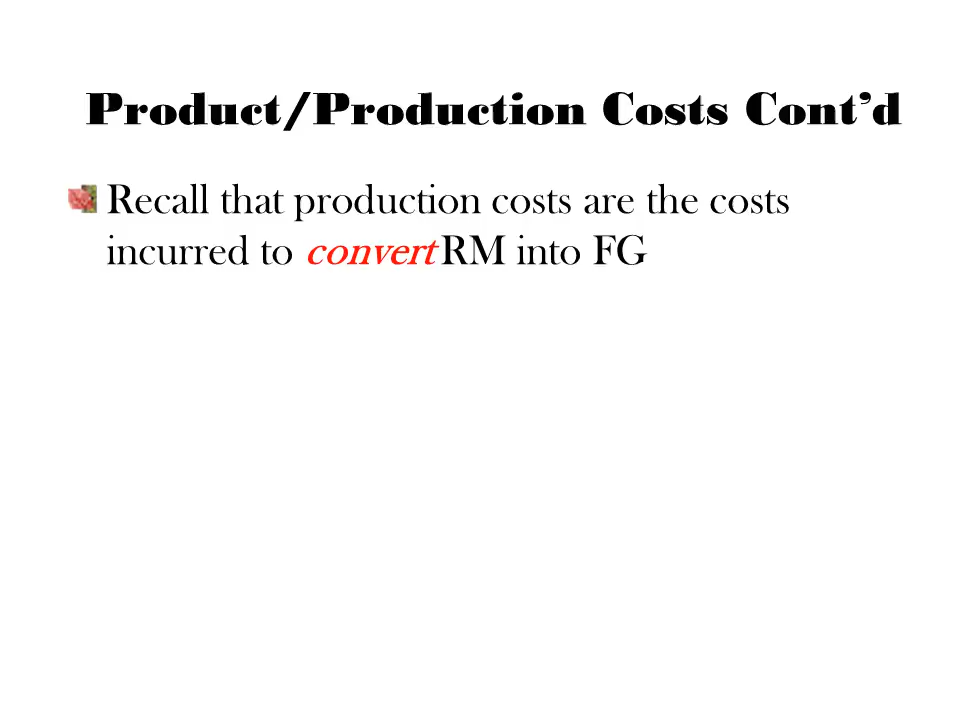 Product/Production Costs Cont’d
Recall that production costs are the costs
incurred to convert RM into FG